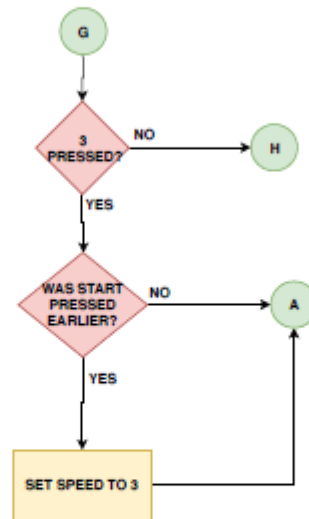 G
3
PRESSED?
NO
H
YES
WAS START
PRESSED
EARLIER?
NO
A
YES
SET SPEED TO 3